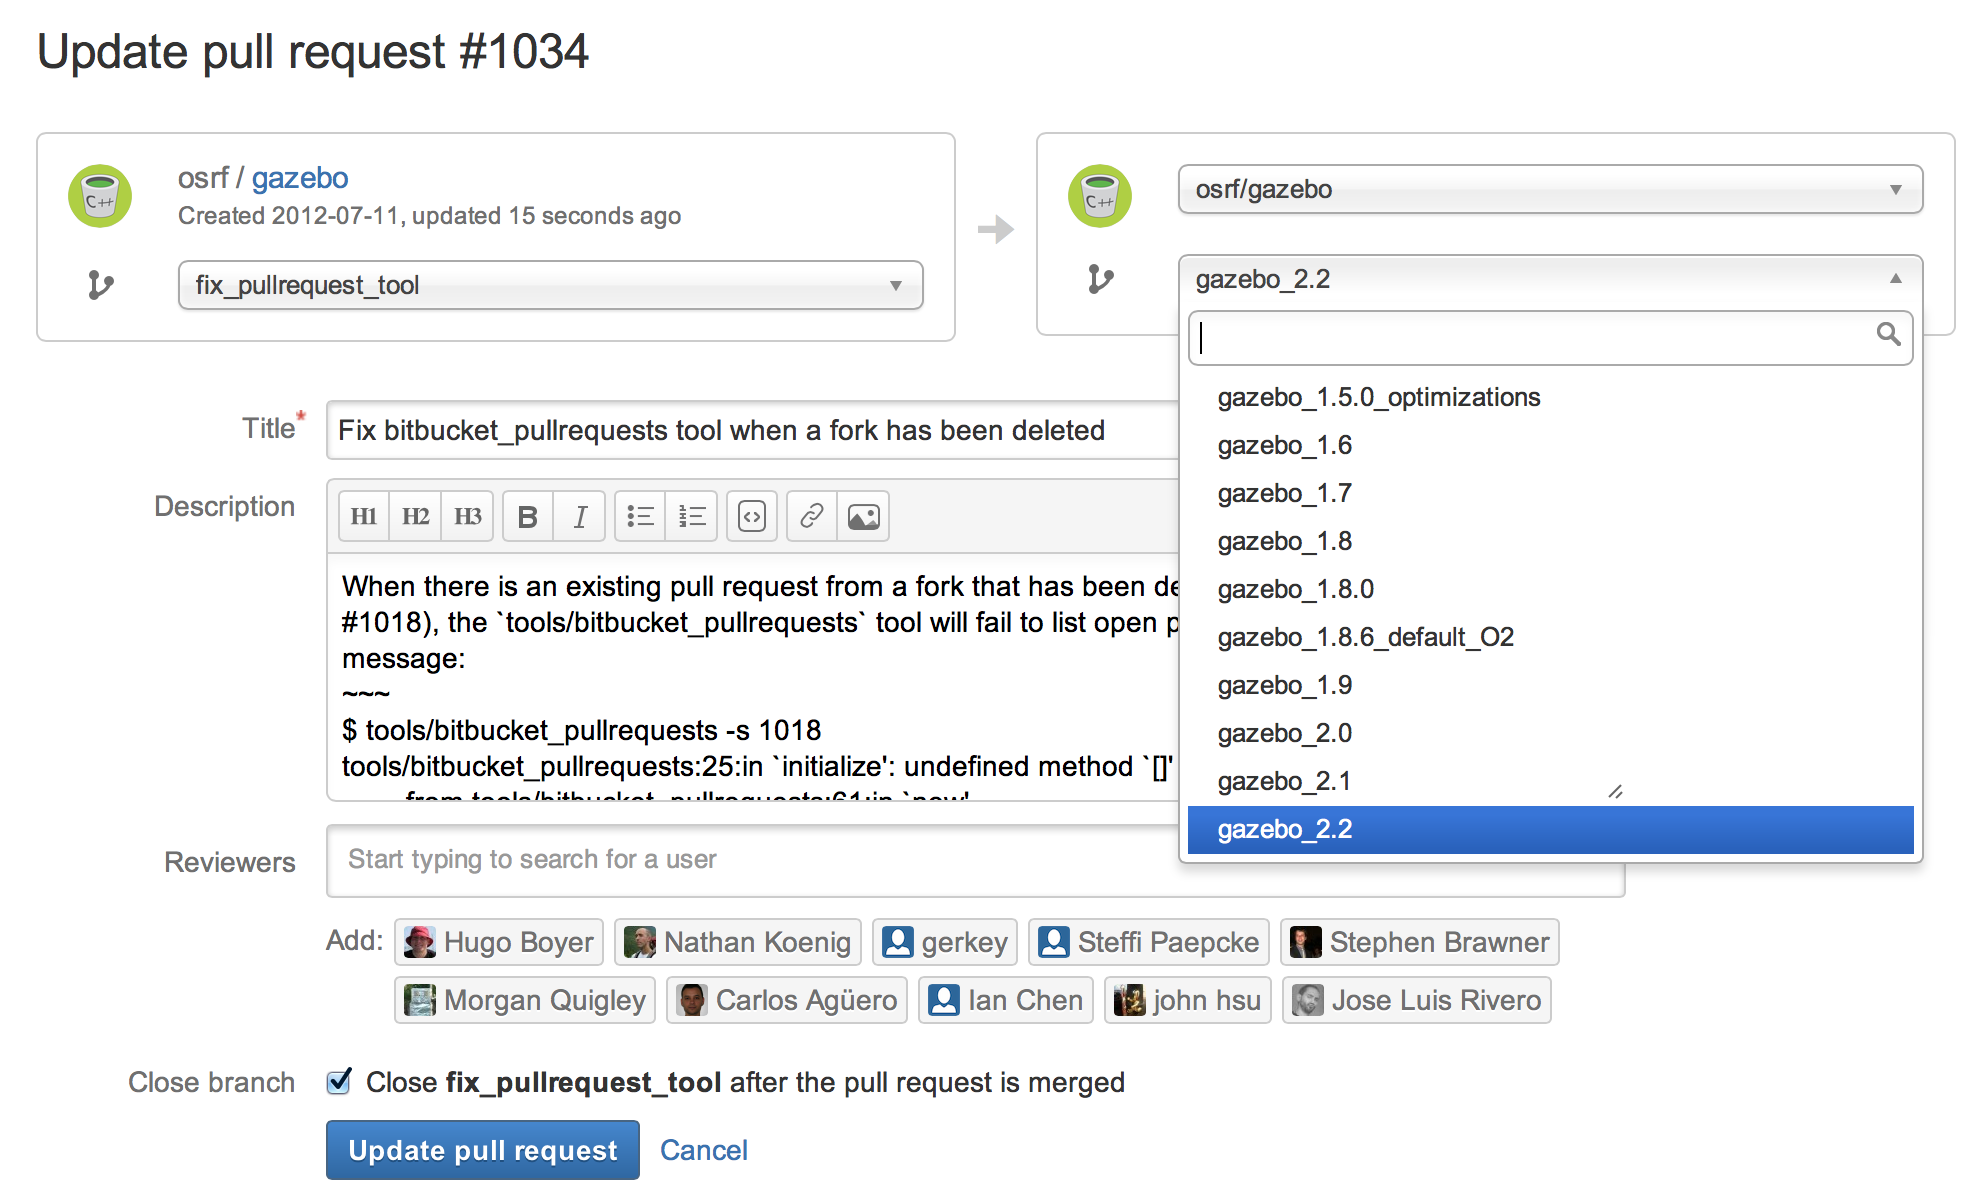 Update pull request #1034
osrf / gazebo
Created 2012-07-11, updated 15 seconds ago
fix_pullrequest_tool
C++
C++
osrf/gazebo
gazebo_2.2
gazebo_1.5.0_optimizations
gazebo_1.6
gazebo_1.7
gazebo_1.8
gazebo_1.8.0
gazebo_1.8.6_default_O2
gazebo_1.9
gazebo_2.0
gazebo_2.1
gazebo_2.2
Title*
Fix bitbucket_pullrequests tool when a fork has been deleted
Description
H1 H2 H3 B I
When there is an existing pull request from a fork that has been de
#1018), the `tools/bitbucket_pullrequests` tool will fail to list open p
message:
~~~
$ tools/bitbucket_pullrequests -s 1018
tools/bitbucket_pullrequests:25:in `initialize': undefined method `[]'
from tools/bitbucket_pullrequests:61:in `new'
Reviewers
Start typing to search for a user
Add: Hugo Boyer Nathan Koenig gerkey Steffi Paepcke Stephen Brawner
Morgan Quigley Carlos Agüero Ian Chen john hsu Jose Luis Rivero
Close branch
Close fix_pullrequest_tool after the pull request is merged
Update pull request Cancel